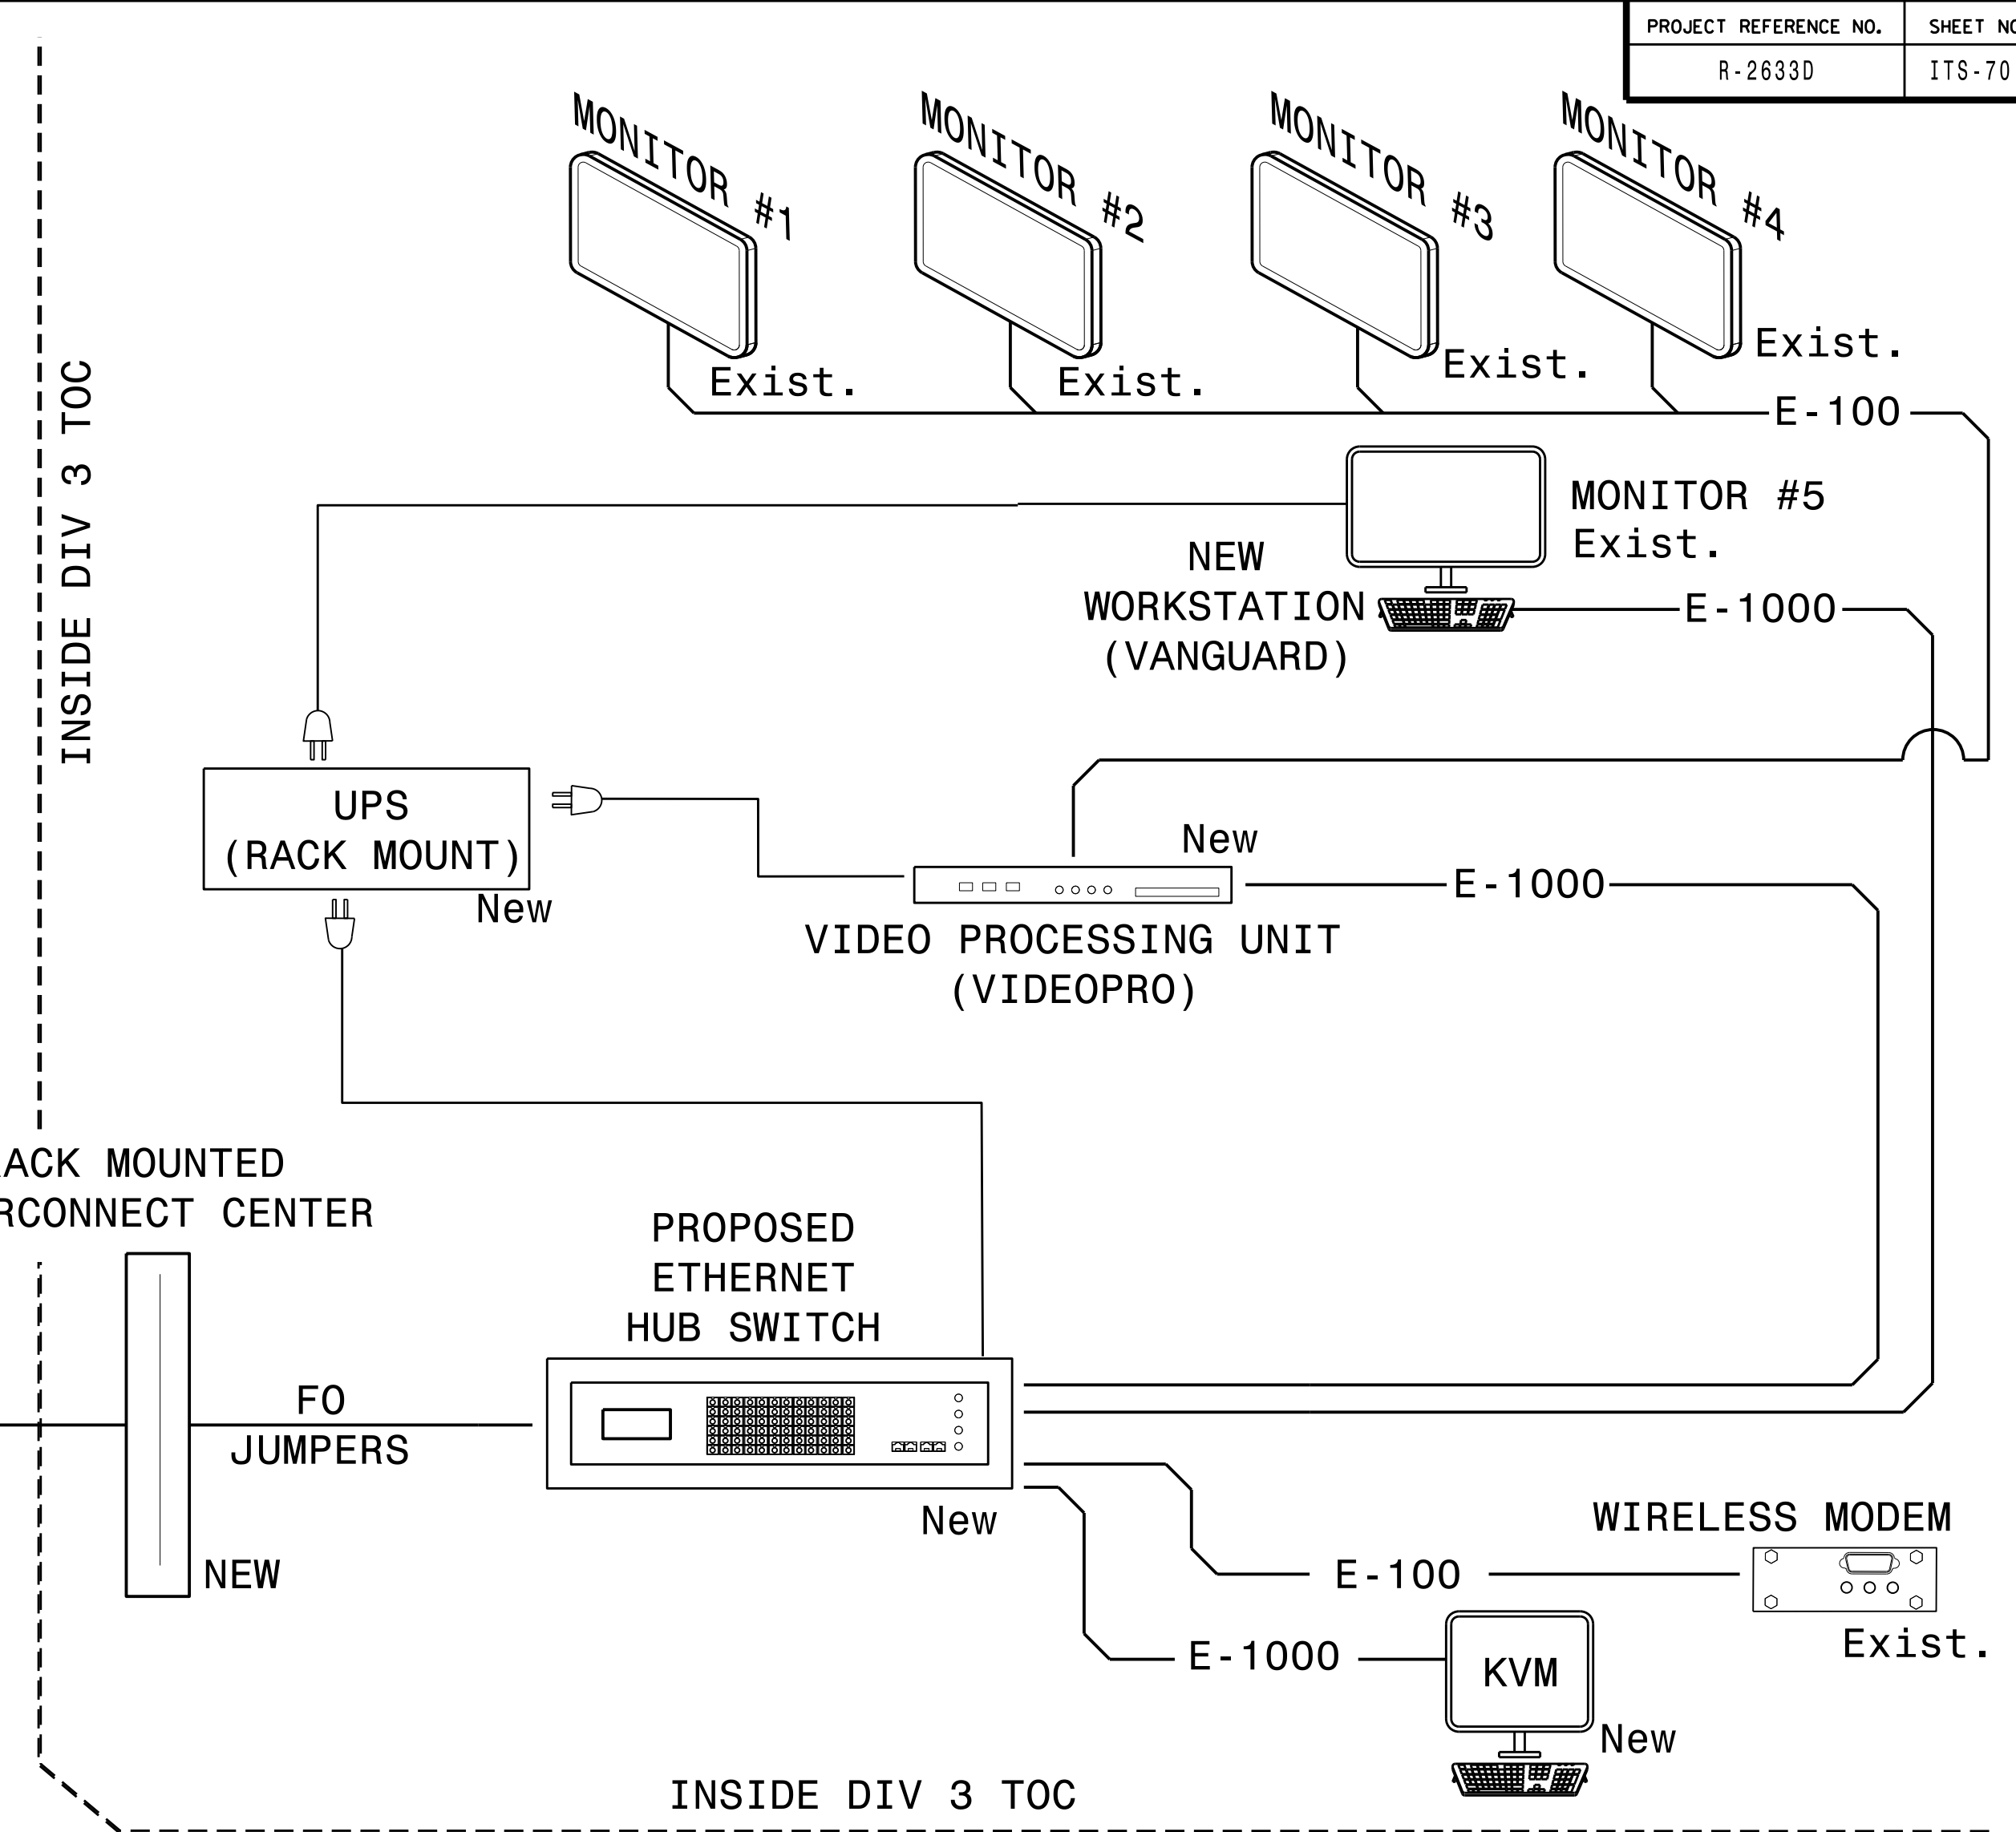 PROJECT REFERENCE NO.
R-2633D
ITS-70
SHEET
MONITOR #1
MONITOR #2
MONITOR #3
MONITOR #4
Exist.
Exist.
Exist.
Exist.
E-100
INSIDE DIV 3 TOC
MONITOR #5
Exist.
NEW
WORKSTATION
(VANGUARD)
E-1000
UPS
(RACK MOUNT)
New
New
E-1000
VIDEO PROCESSING UNIT
(VIDEOPRO)
MOUNTED
CENTER
PROPOSED
ETHERNET
HUB SWITCH
FO
JUMPERS
NEW
New
WIRELESS MODEM
E-100
Exist.
E-1000
KVM
New
INSIDE DIV 3 TOC